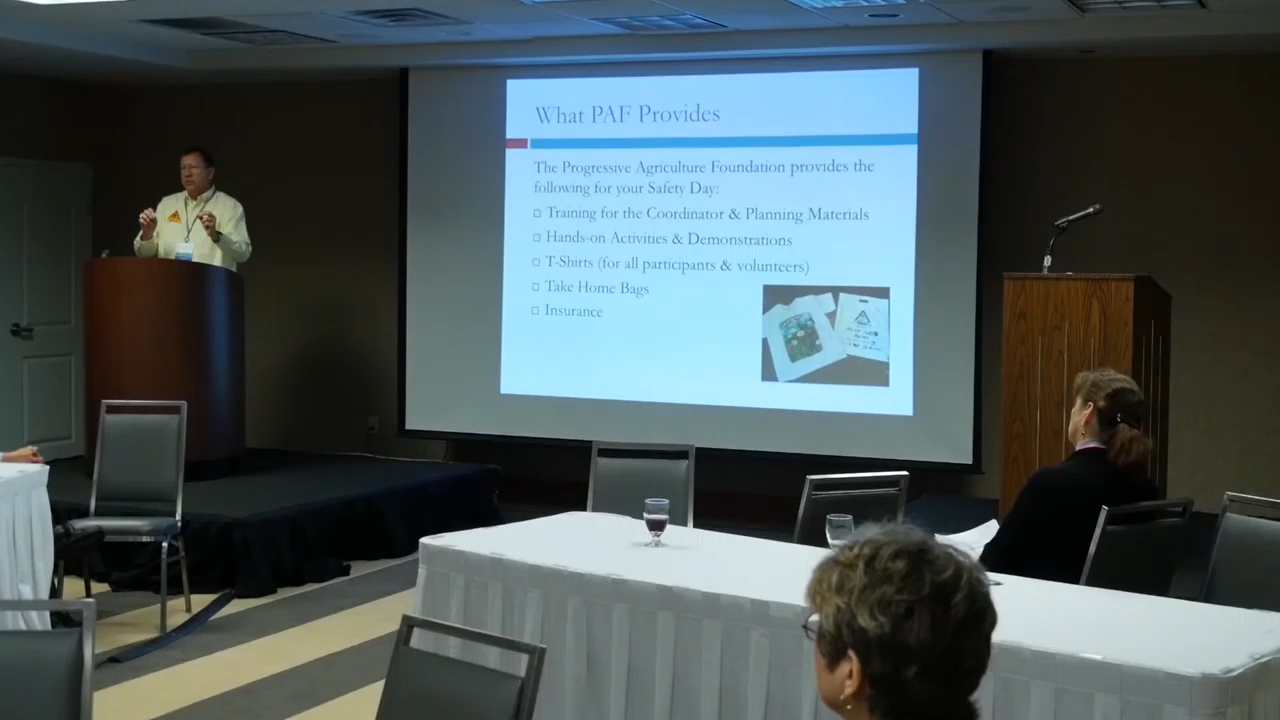 What PAF Provides
The Progressive Agriculture Foundation provides the
following for your Safety Day:
Training for the Coordinator & Planning Materials
Hands-on Activities & Demonstrations
T-Shirts (for all participants & volunteers)
Take Home Bags
Insurance